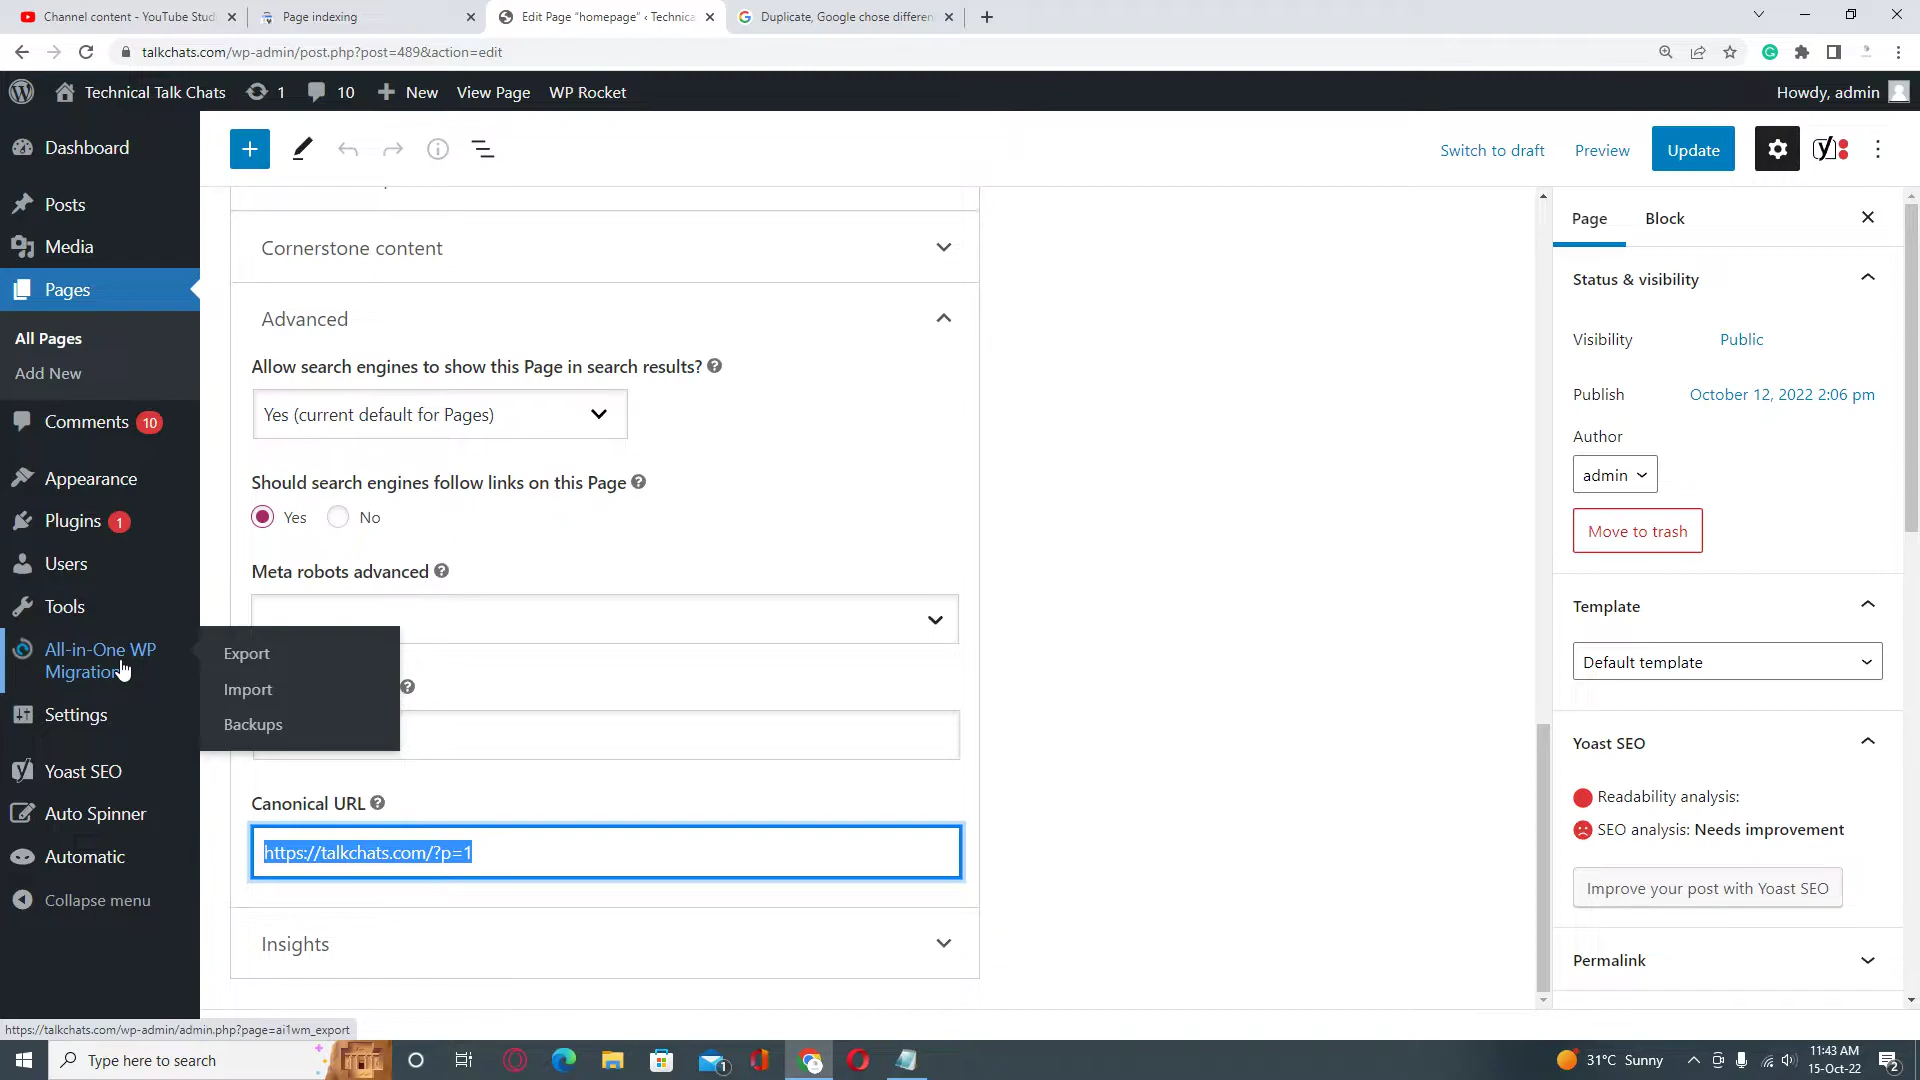 Channel content - YouTube Stud
Page indexing
Edit Page “homepage” ‹ Technica
Duplicate, Google chose differen
talkchats.com/wp-admin/post.php?post=489&action=edit
Technical Talk Chats
1
10
New
View Page
WP Rocket
Howdy, admin
Dashboard
Posts
Media
Pages
All Pages
Add New
Comments 10
Appearance
Plugins 1
Users
Tools
All-in-One WP
Migration
Settings
Yoast SEO
Auto Spinner
Automatic
Collapse menu
Export
Import
Backups
Switch to draft
Preview
Update
Cornerstone content
Advanced
Allow search engines to show this Page in search results?
Yes (current default for Pages)
Should search engines follow links on this Page
Yes
No
Meta robots advanced
Canonical URL
https://talkchats.com/?p=1
Insights
Page
Block
Status & visibility
Visibility
Public
Publish
October 12, 2022 2:06 pm
Author
admin
Move to trash
Template
Default template
Yoast SEO
Readability analysis:
SEO analysis: Needs improvement
Improve your post with Yoast SEO
Permalink
https://talkchats.com/wp-admin/admin.php?page=ai1wm_export
Type here to search
1
31°C Sunny
11:43 AM
15-Oct-22
2